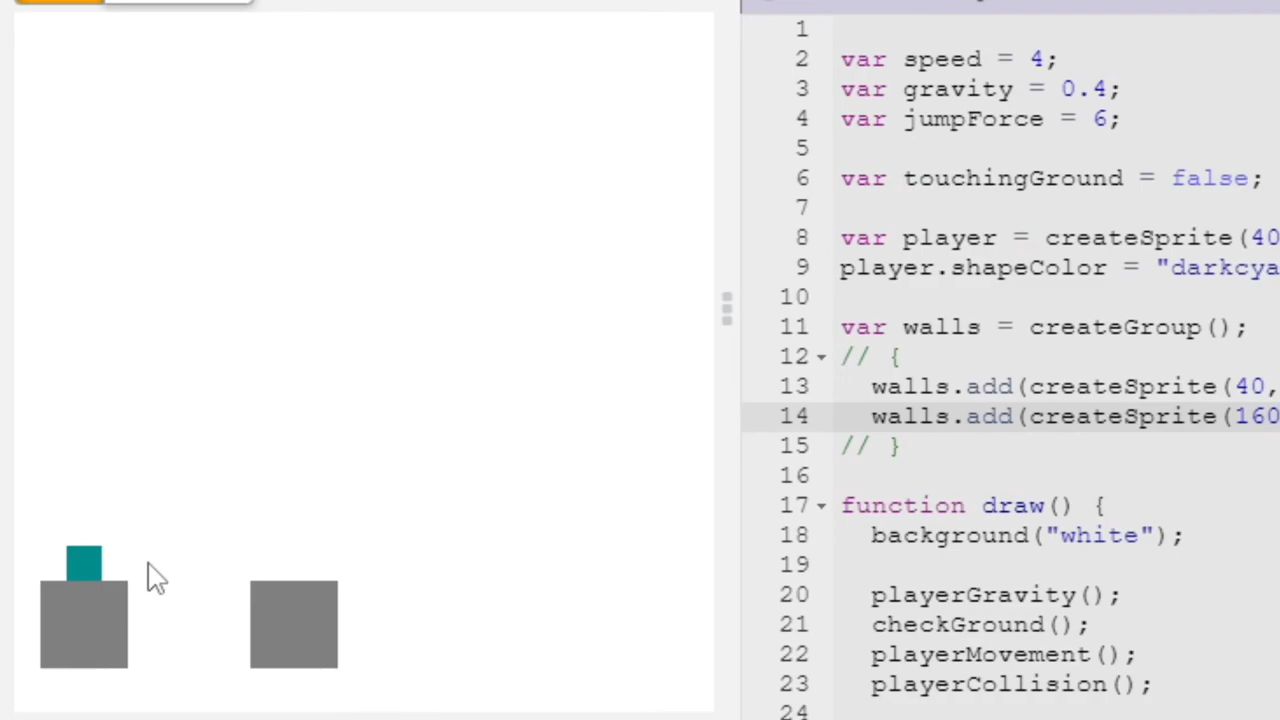 1
2 var speed = 4;
3 var gravity = 0.4;
4 var jumpForce = 6;
5
6 var touchingGround = false;
7
8 var player = createSprite(40
9 player.shapeColor = "darkcya
10
11 var walls = createGroup();
12 // {
13 walls.add(createSprite(40,
14 walls.add(createSprite(160
15 // }
16
17 function draw() {
18 background("white");
19
20 playerGravity();
21 checkGround();
22 playerMovement();
23 playerCollision();
24